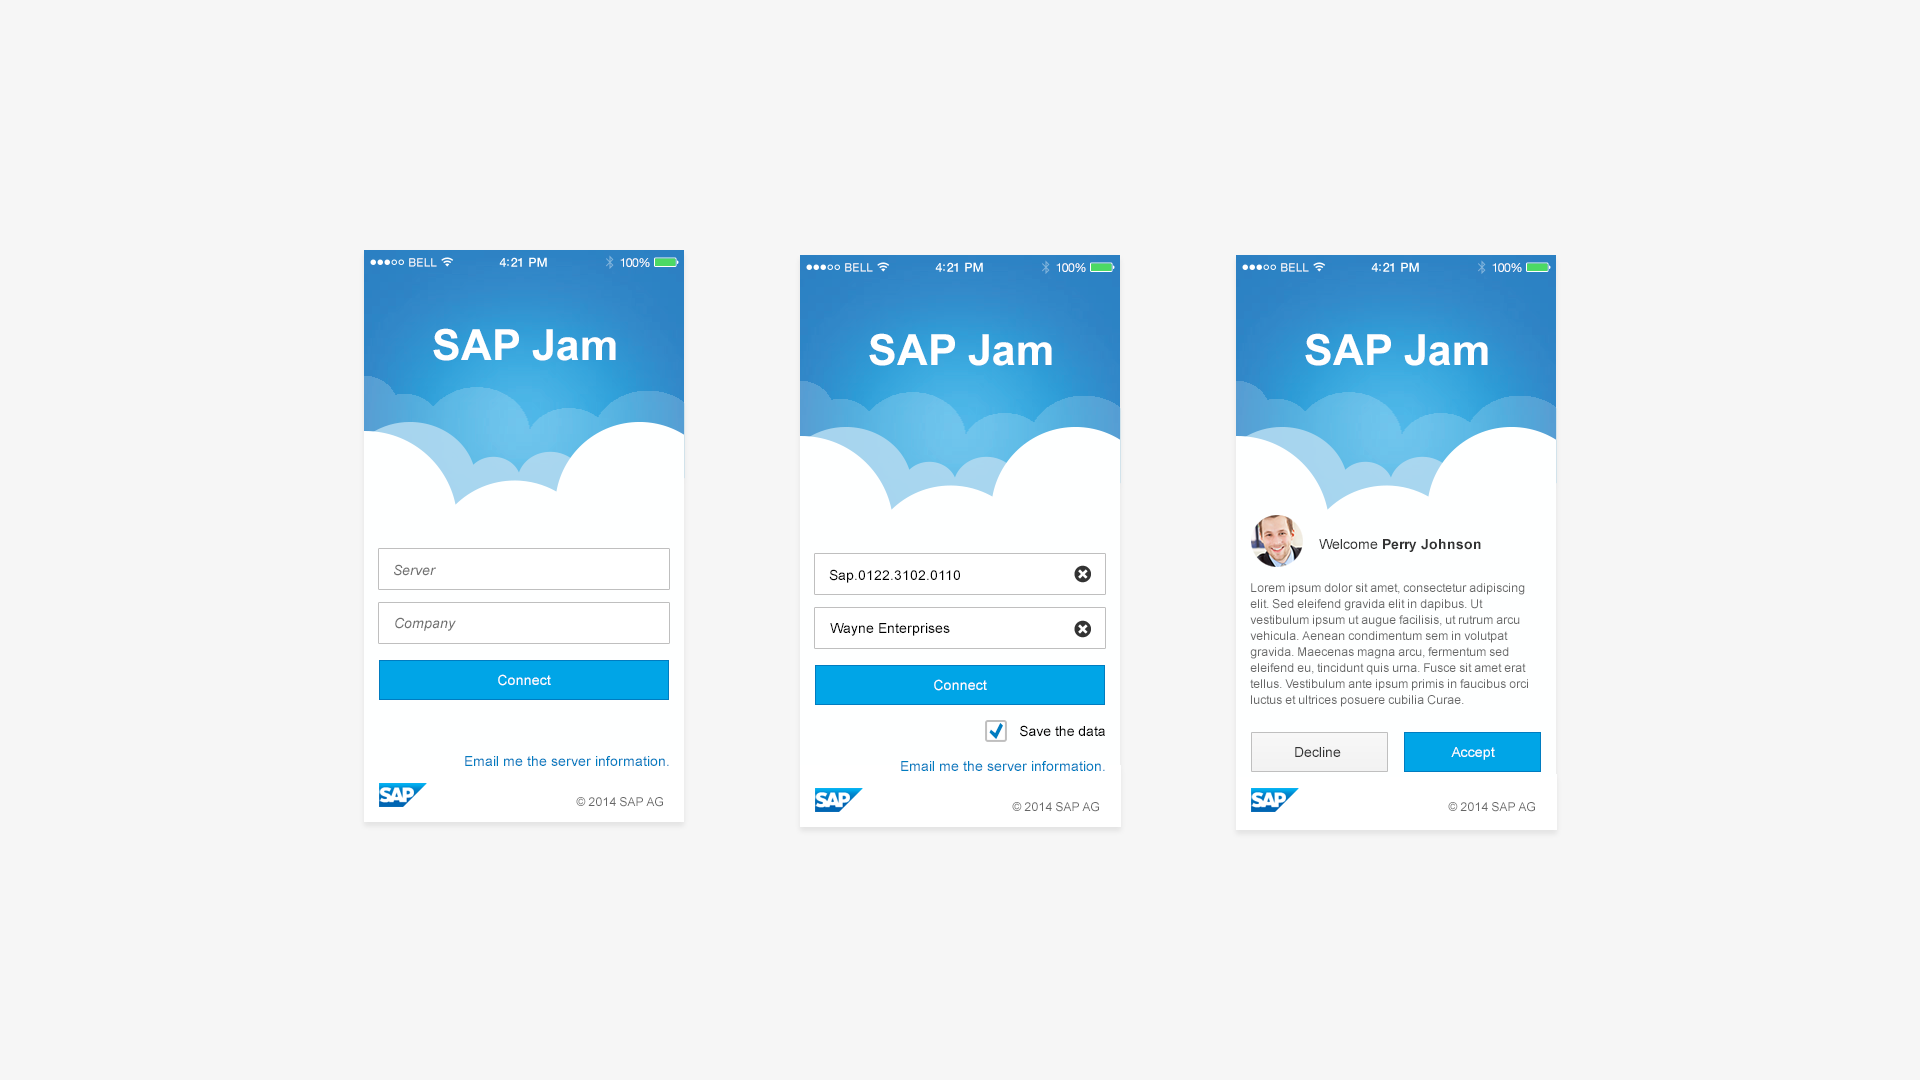 BELL 4:21 PM 100%
SAP Jam
Server
Company
Connect
Email me the server information.
SAP © 2014 SAP AG
BELL 4:21 PM 100%
SAP Jam
Sap.0122.3102.0110
Wayne Enterprises
Connect
Save the data
Email me the server information.
SAP © 2014 SAP AG
BELL 4:21 PM 100%
SAP Jam
Welcome Perry Johnson
Lorem ipsum dolor sit amet, consectetur adipiscing
elit. Sed eleifend gravida elit in dapibus. Ut
vestibulum ipsum ut augue facilisis, ut rutrum arcu
vehicula. Aenean condimentum sem in volutpat
gravida. Maecenas magna arcu, fermentum sed
eleifend eu, tincidunt quis urna. Fusce sit amet erat
tellus. Vestibulum ante ipsum primis in faucibus orci
luctus et ultrices posuere cubilia Curae.
Decline Accept
SAP © 2014 SAP AG